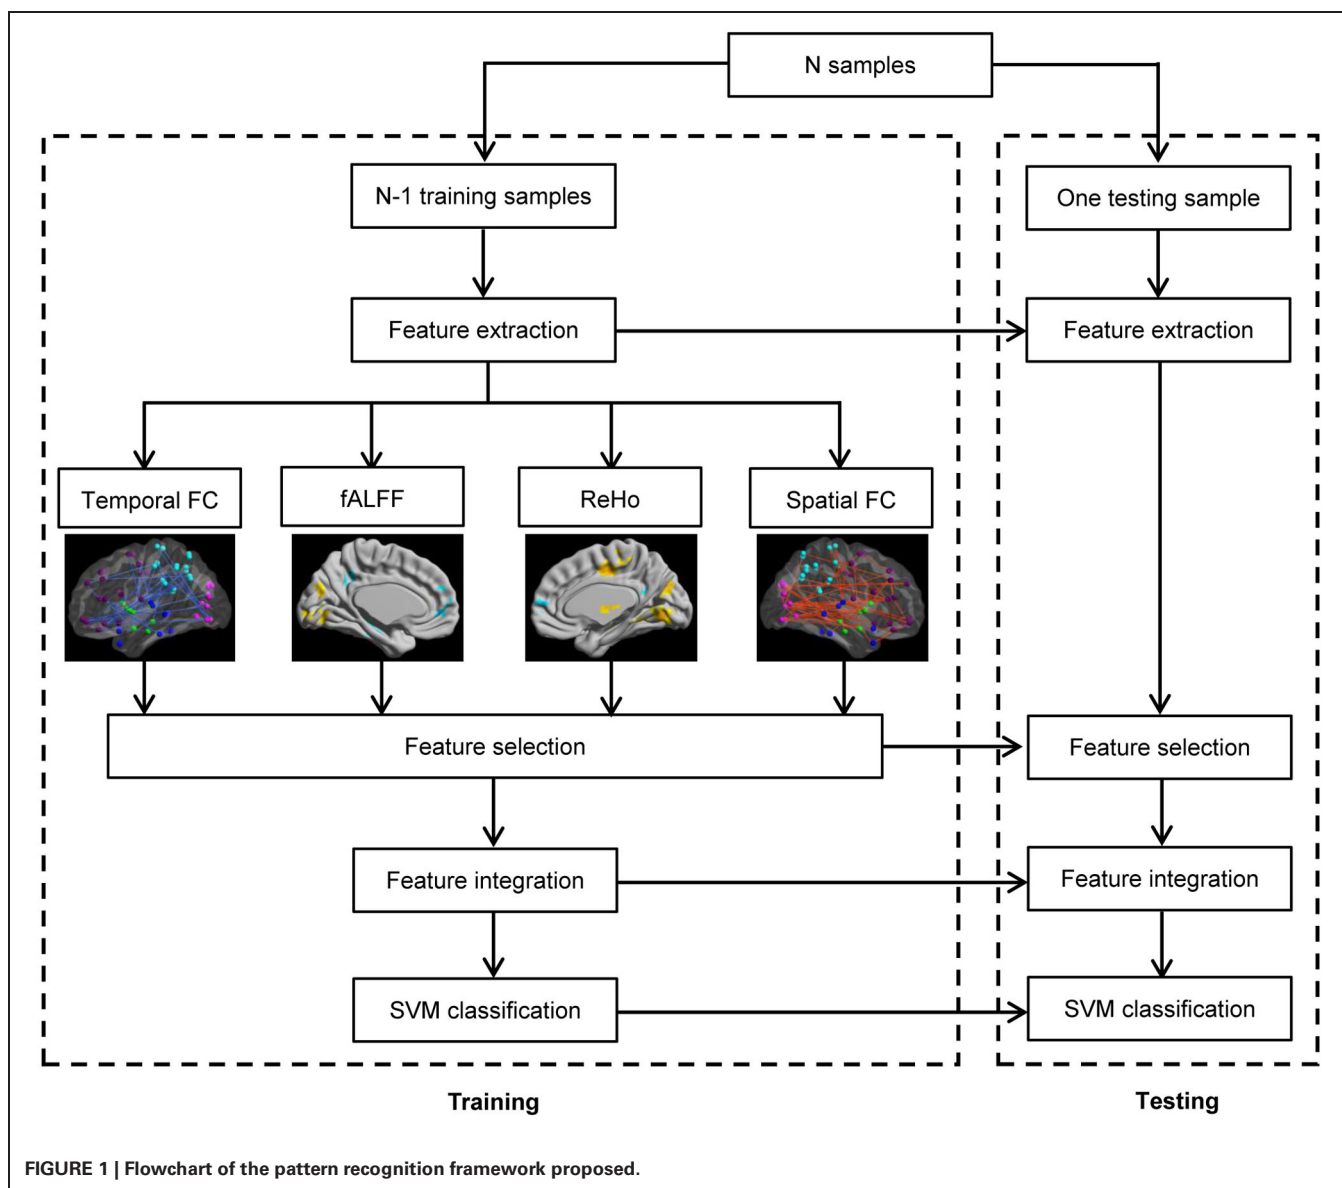 N samples
N-1 training samples
One testing sample
Feature extraction
Feature extraction
Temporal FC
fALFF
ReHo
Spatial FC
Feature selection
Feature selection
Feature integration
Feature integration
SVM classification
SVM classification
Training
Testing
FIGURE 1 | Flowchart of the pattern recognition framework proposed.